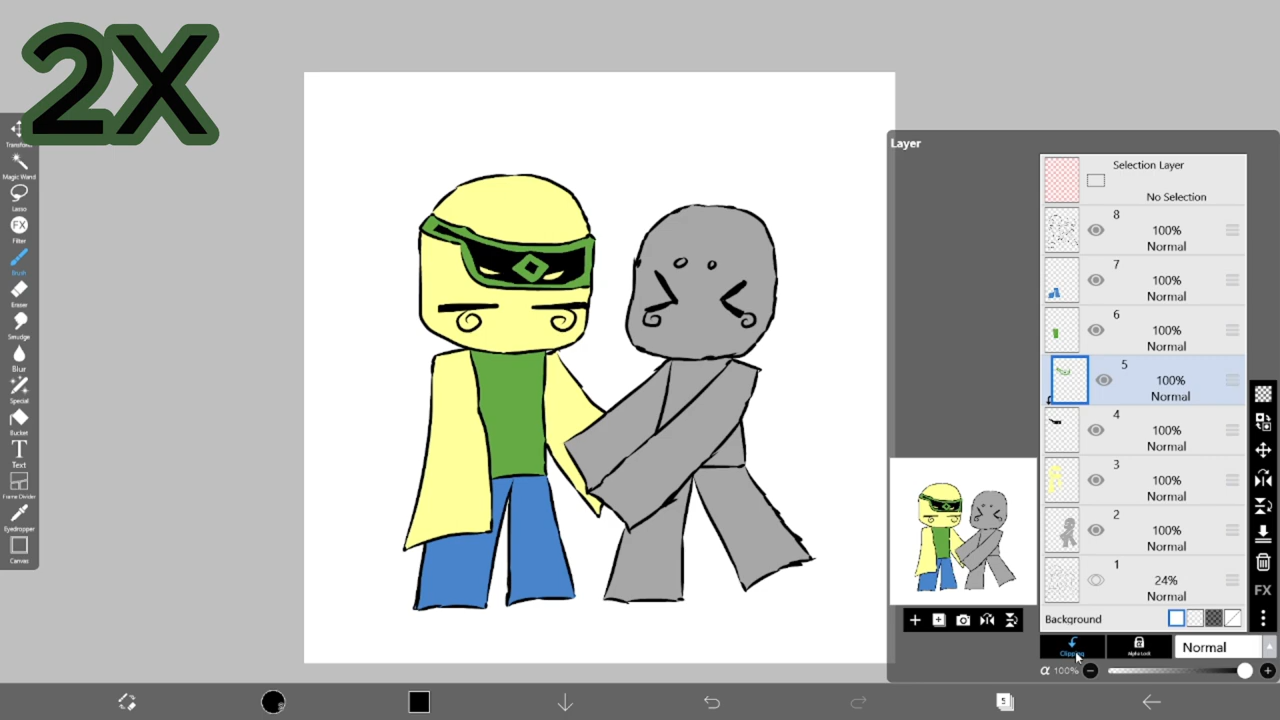 2X
Transform
Magic Wand
Lasso
FX
Filter
Brush
Eraser
Smudge
Blur
Special
Bucket
T
Text
Frame Divider
Eyedropper
Canvas
Layer
Selection Layer
No Selection
8
100%
Normal
7
100%
Normal
6
100%
Normal
5
100%
Normal
4
100%
Normal
3
100%
Normal
2
100%
Normal
1
24%
Normal
Background
Clipping
Alpha Lock
Normal
α 100%
FX
5